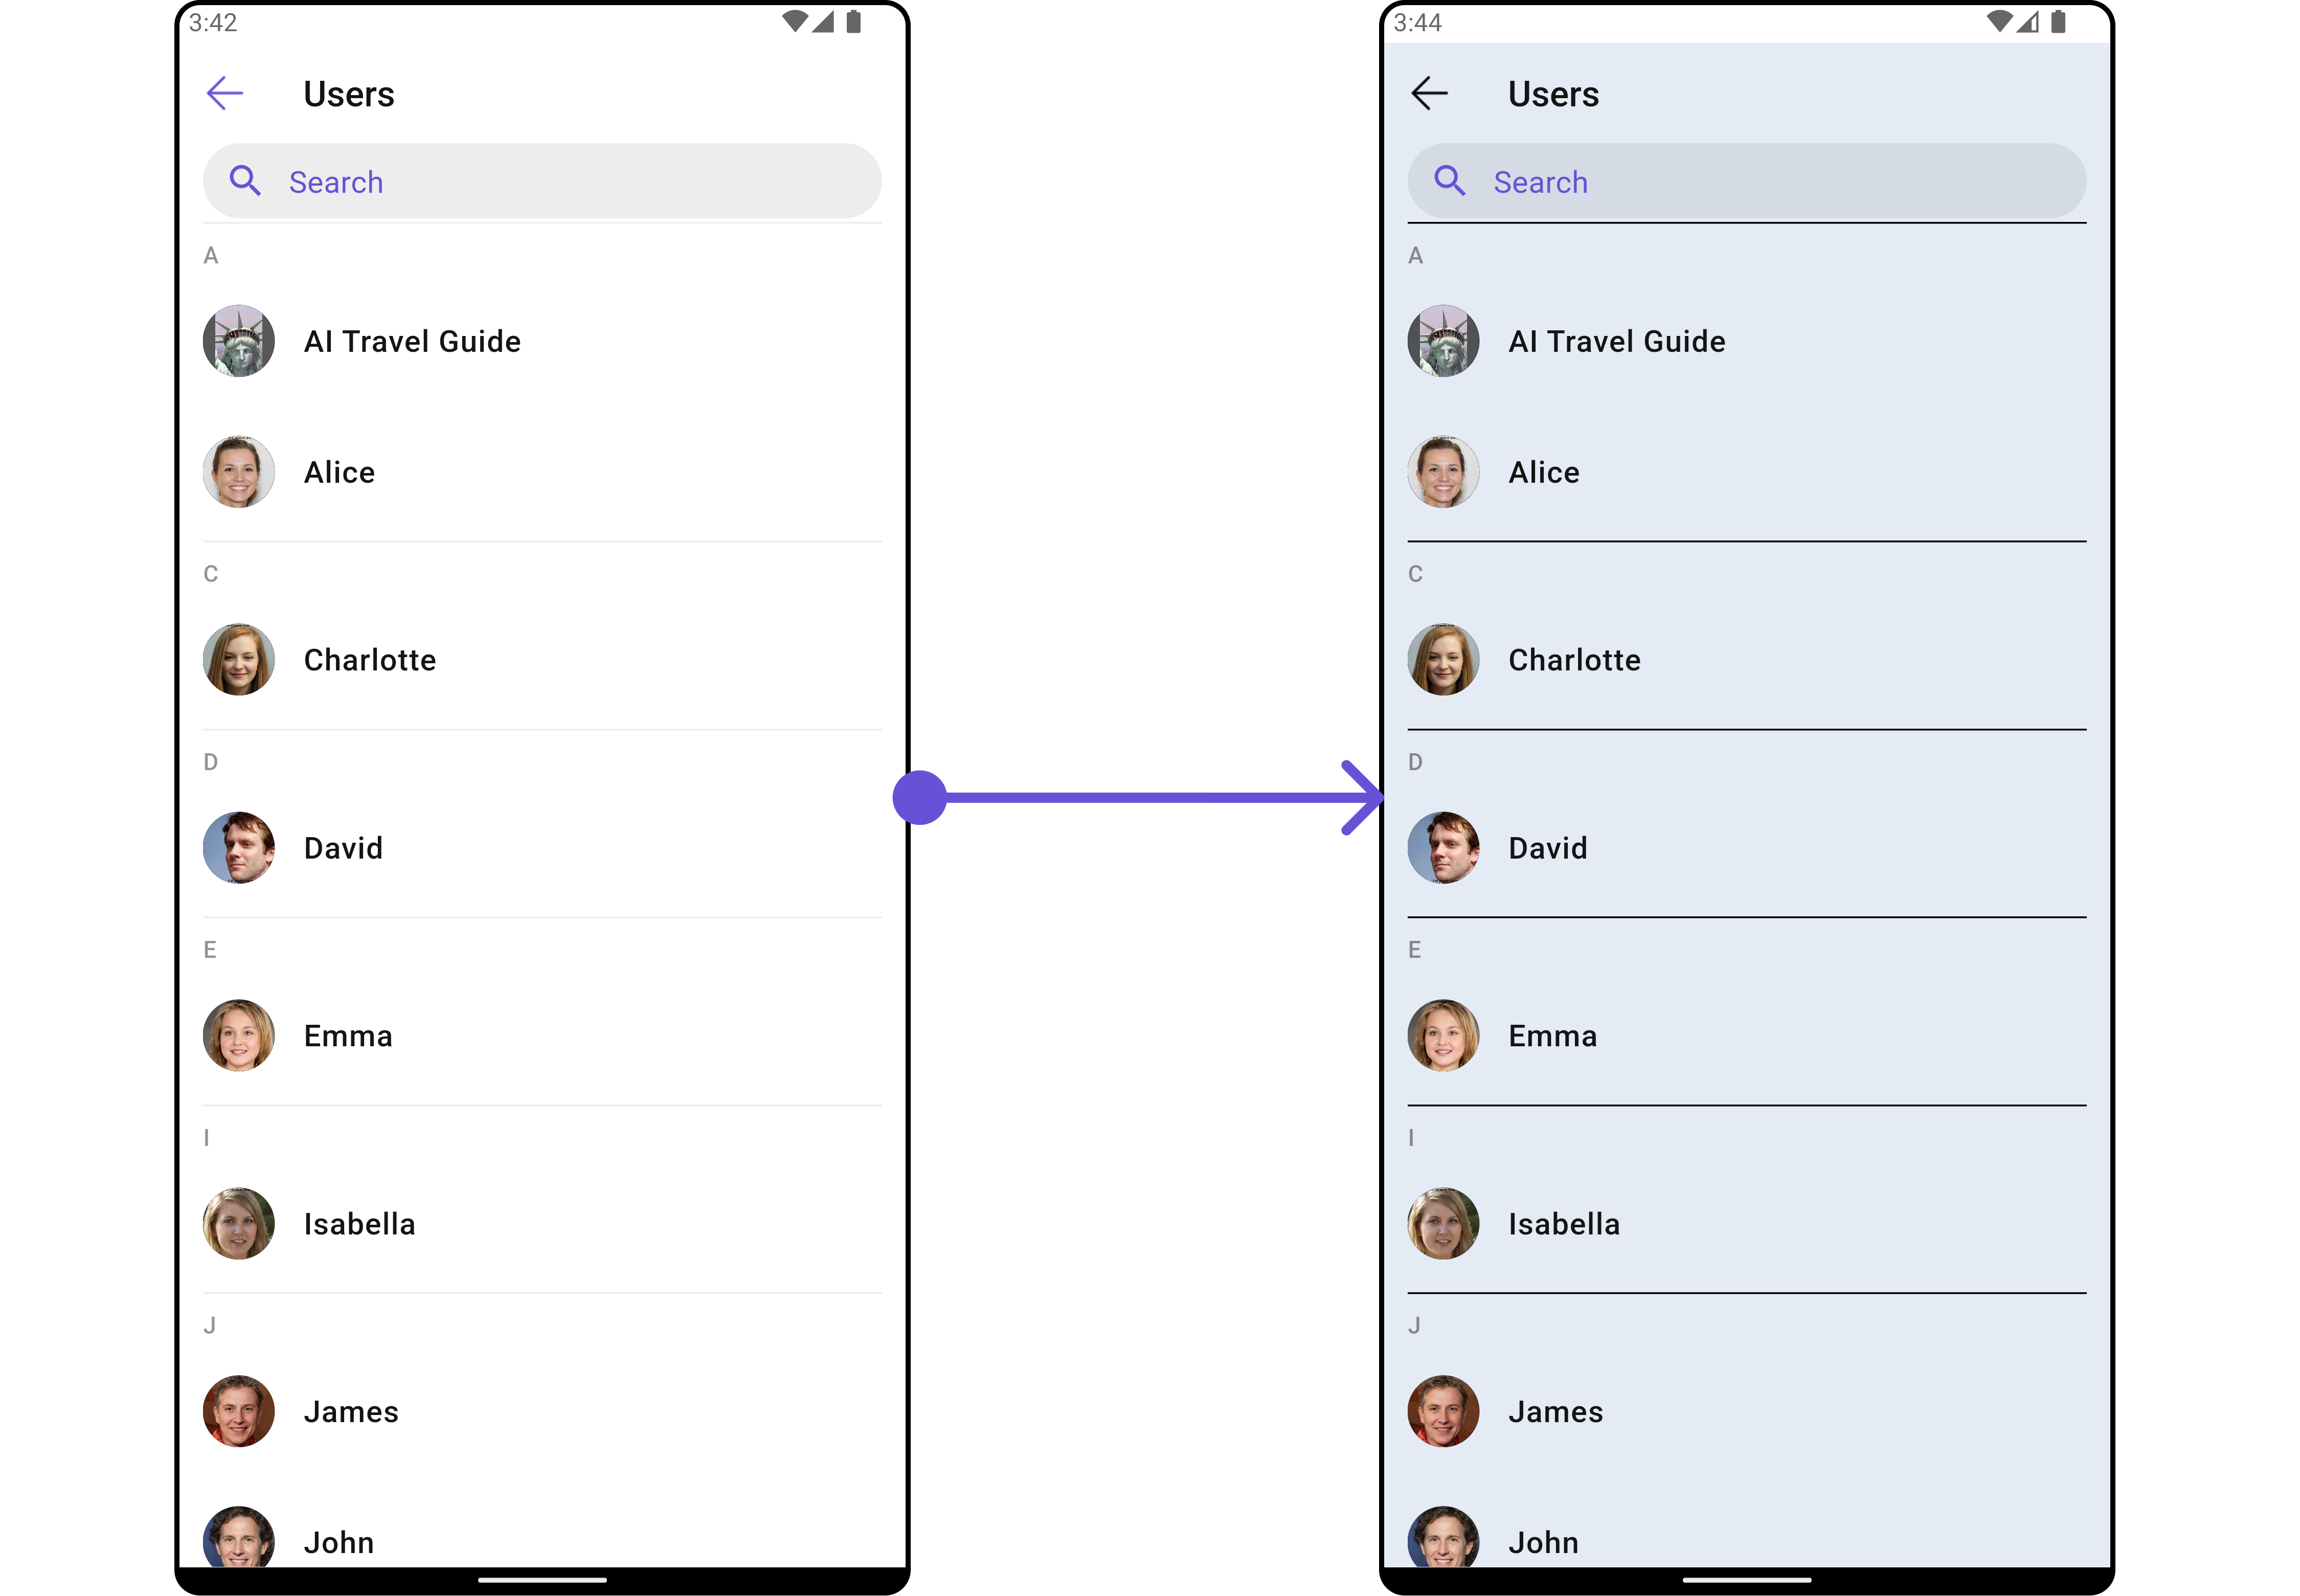 3:42
Users
Search
A
AI Travel Guide
Alice
C
Charlotte
D
David
E
Emma
I
Isabella
J
James
John
3:44
Users
Search
A
AI Travel Guide
Alice
C
Charlotte
D
David
E
Emma
I
Isabella
J
James
John